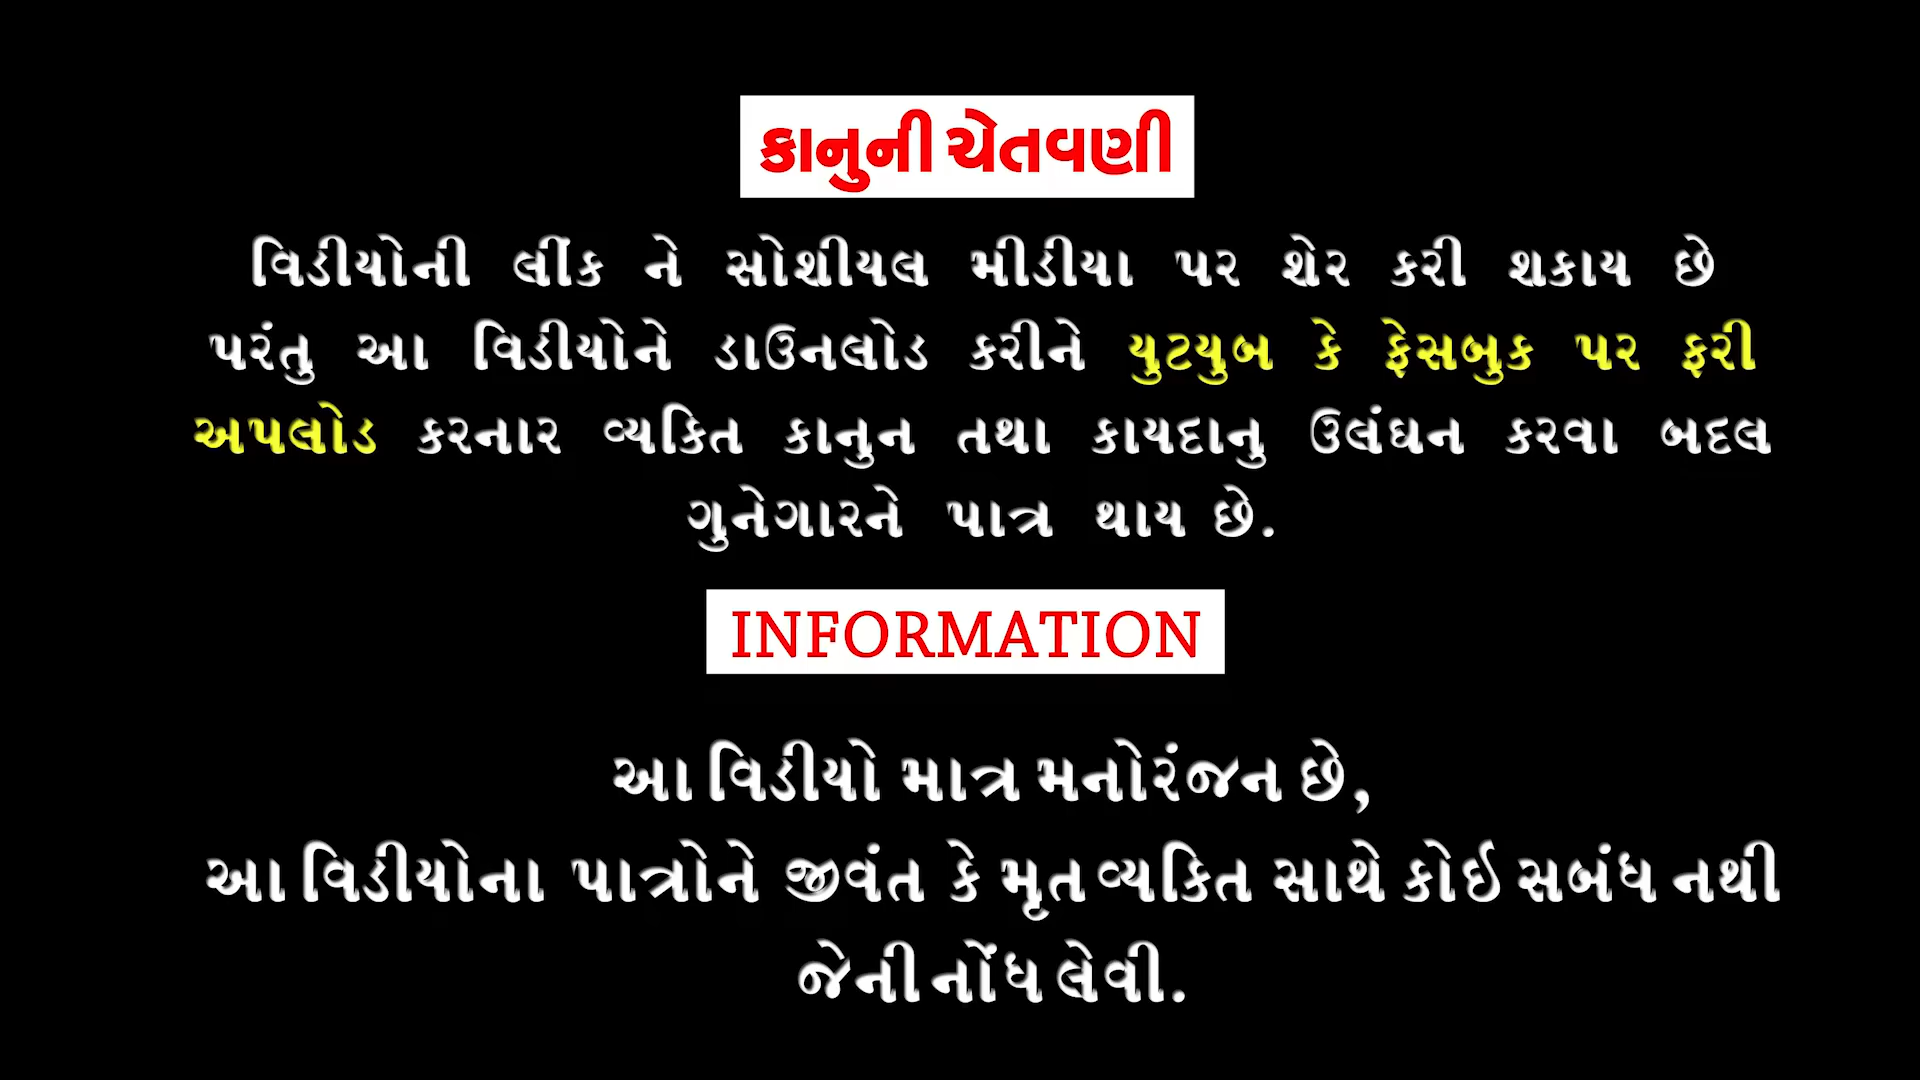 કાનુની ચેતવણી
વિડીયોની લીંક ને સોશીયલ મીડીયા પર શેર કરી શકાય છે
પરંતુ આ વિડીયોને ડાઉનલોડ કરીને યુટયુબ કે ફેસબુક પર ફરી
અપલોડ કરનાર વ્યકિત કાનુન તથા કાયદાનુ ઉલંઘન કરવા બદલ
ગુનેગારને પાત્ર થાય છે.
INFORMATION
આ વિડીયો માત્ર મનોરંજન છે,
આ વિડીયોના પાત્રોને જીવંત કે મૃત વ્યકિત સાથે કોઇ સબંધ નથી
જેની નોંધ લેવી.